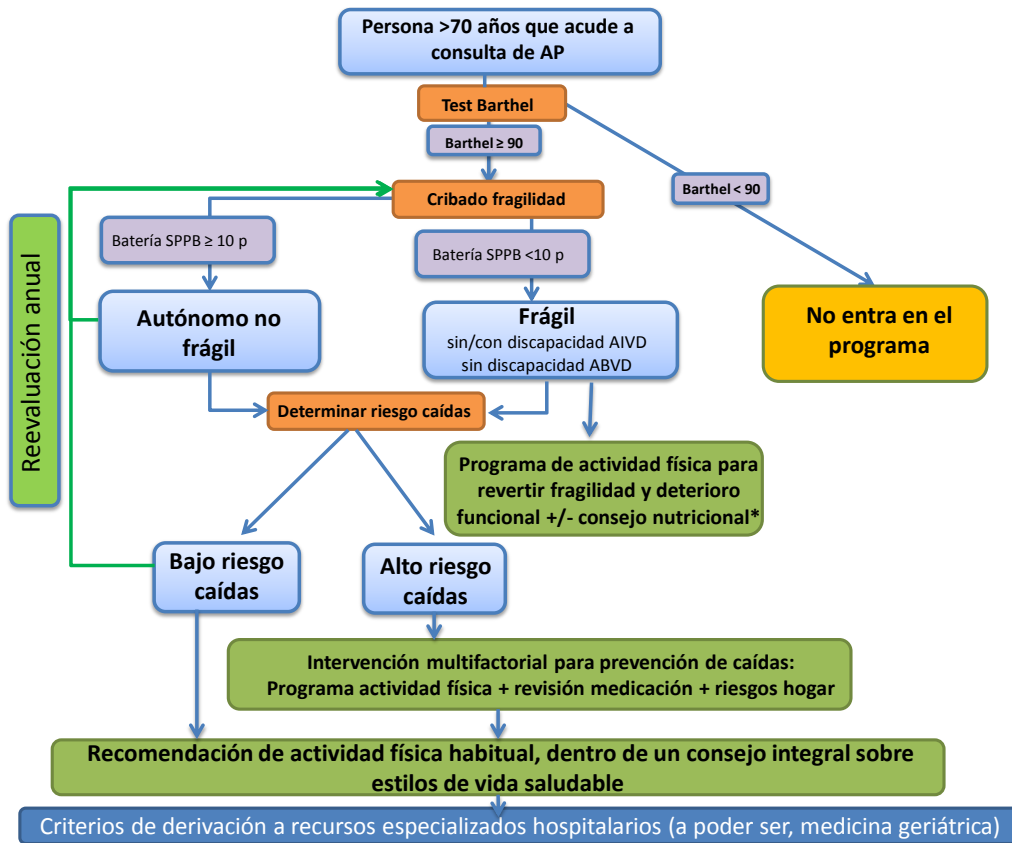 Persona >70 años que acude a
consulta de AP
Test Barthel
Barthel ≥ 90
Barthel < 90
Cribado fragilidad
Reevaluación anual
Batería SPPB ≥ 10 p
Batería SPPB <10 p
Autónomo no
frágil
Frágil
sin/con discapacidad AIVD
sin discapacidad ABVD
No entra en el
programa
Determinar riesgo caídas
Programa de actividad física para
revertir fragilidad y deterioro
funcional +/- consejo nutricional*
Bajo riesgo
caídas
Alto riesgo
caídas
Intervención multifactorial para prevención de caídas:
Programa actividad física + revisión medicación + riesgos hogar
Recomendación de actividad física habitual, dentro de un consejo integral sobre
estilos de vida saludable
Criterios de derivación a recursos especializados hospitalarios (a poder ser, medicina geriátrica)